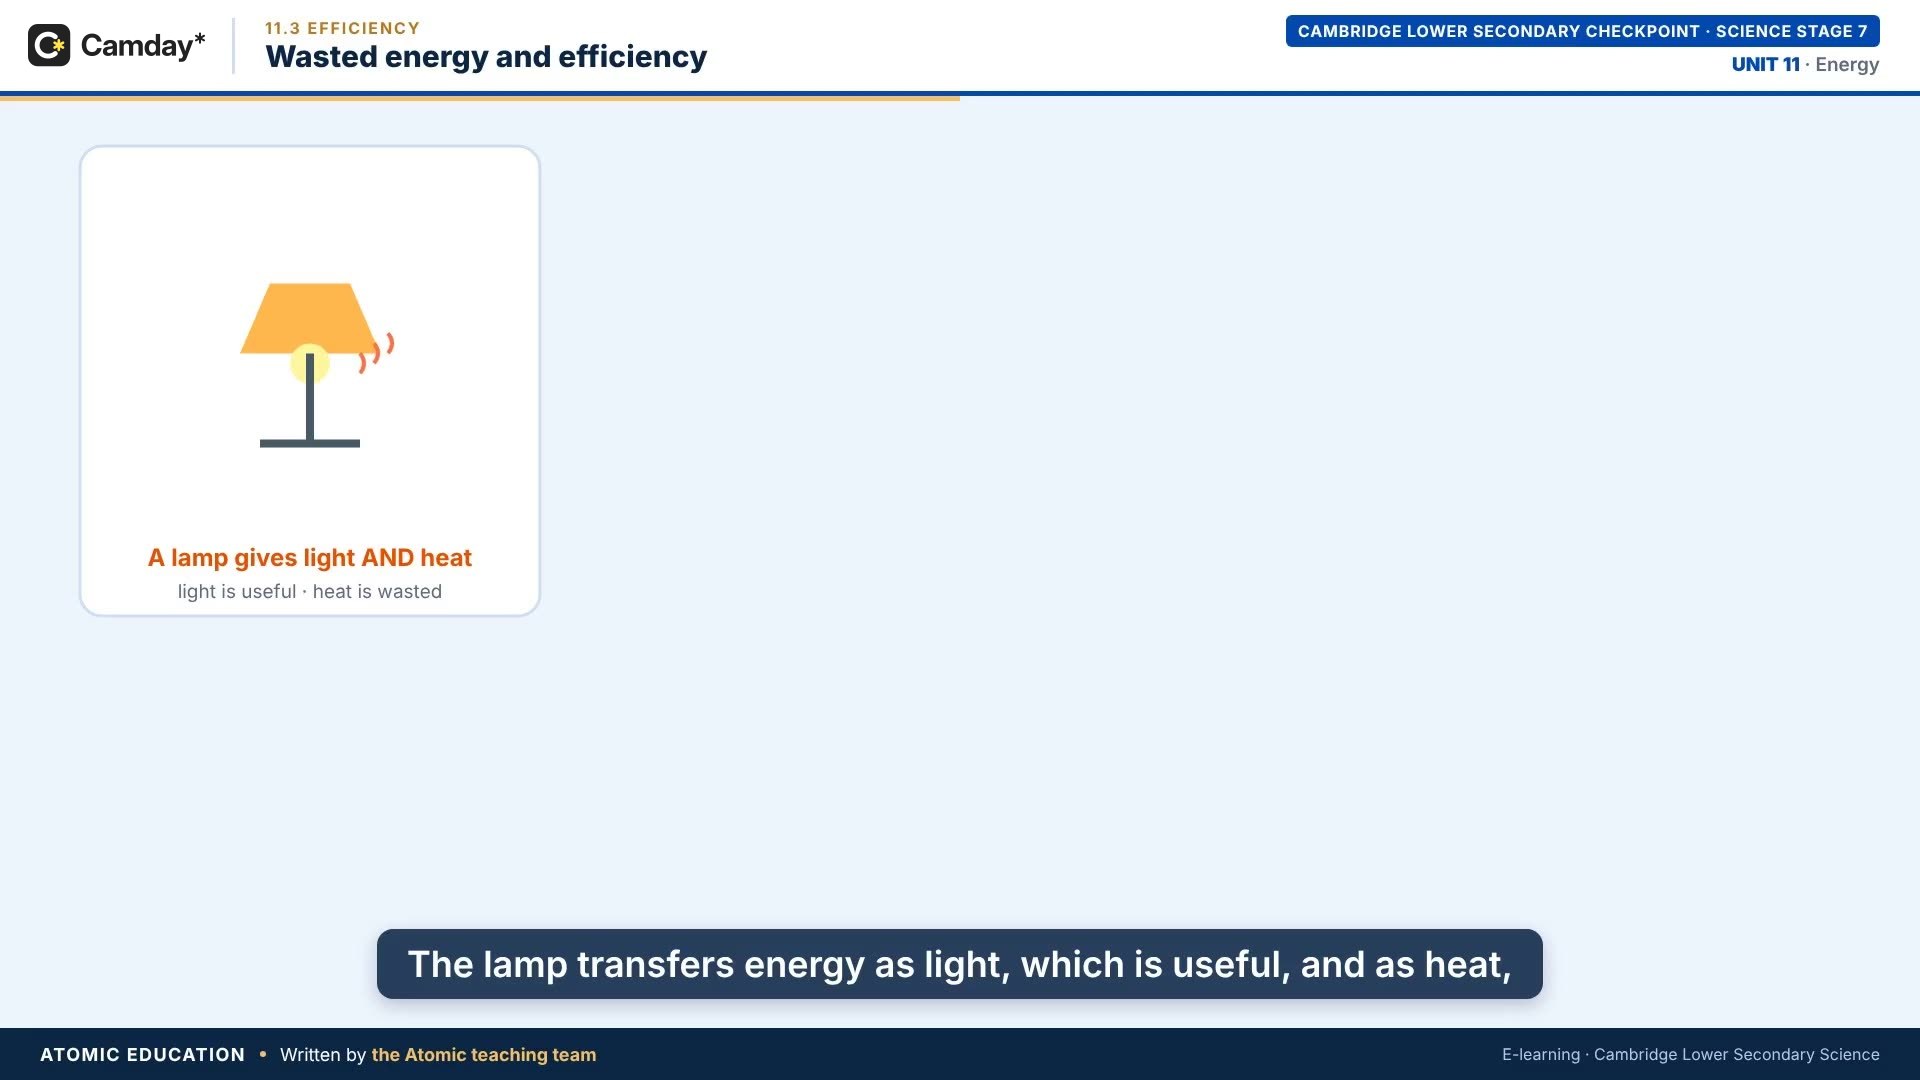 Camday*
11.3 EFFICIENCY
Wasted energy and efficiency
CAMBRIDGE LOWER SECONDARY CHECKPOINT · SCIENCE STAGE 7
UNIT 11 · Energy
A lamp gives light AND heat
light is useful · heat is wasted
The lamp transfers energy as light, which is useful, and as heat,
ATOMIC EDUCATION • Written by the Atomic teaching team
E-learning · Cambridge Lower Secondary Science